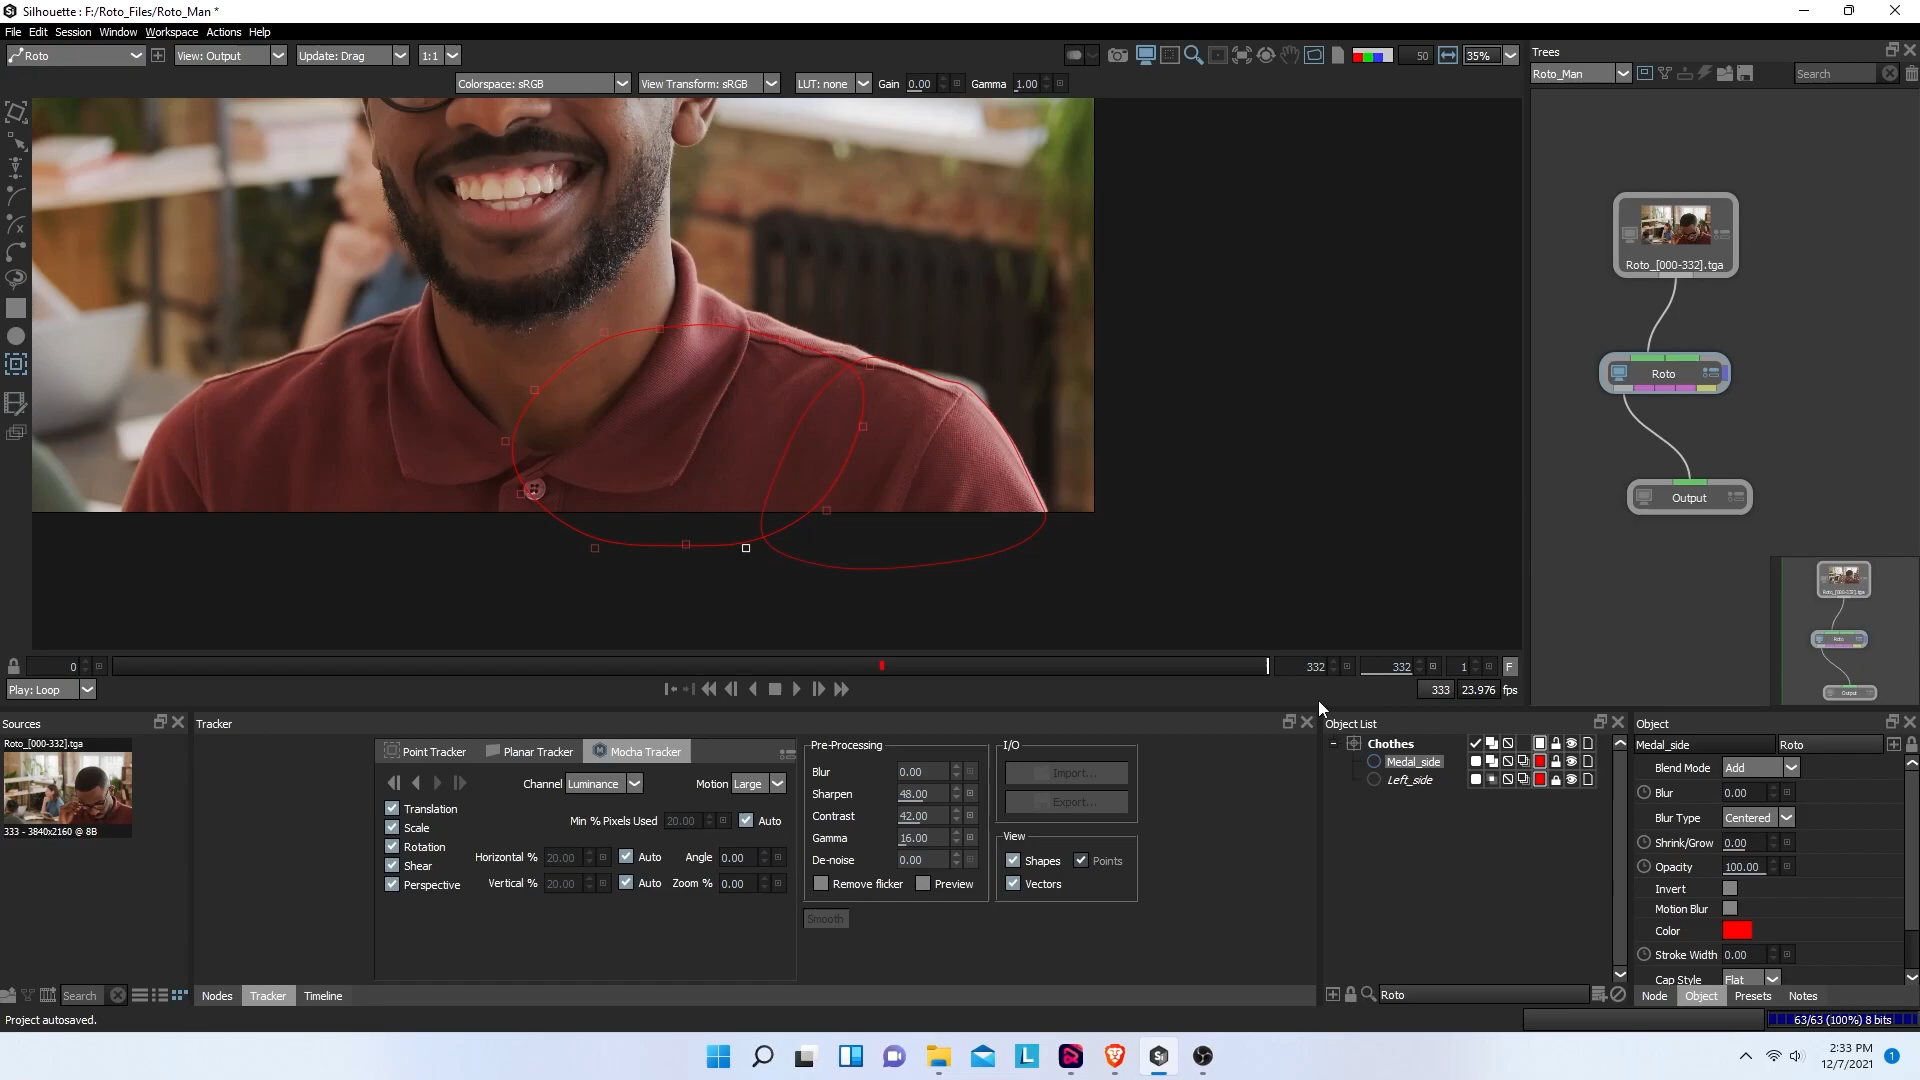 Silhouette : F:/Roto_Files/Roto_Man *
File Edit Session Window Workspace Actions Help
Roto View: Output Update: Drag 1:1 50 35%
Colorspace: sRGB View Transform: sRGB LUT: none Gain 0.00 Gamma 1.00
Trees
Roto_Man Search
Roto_[000-332].tga
Roto
Output
0 332 332 1 F
Play: Loop 333 23.976 fps
Sources
Roto_[000-332].tga
333 - 3840x2160 @ 8B
Search
Tracker
Point Tracker Planar Tracker Mocha Tracker
Channel Luminance Motion Large
Translation
Scale
Rotation
Shear
Perspective
Min % Pixels Used 20.00 Auto
Horizontal % 20.00 Auto Angle 0.00
Vertical % 20.00 Auto Zoom % 0.00
Pre-Processing
Blur 0.00
Sharpen 48.00
Contrast 42.00
Gamma 16.00
De-noise 0.00
Remove flicker Preview
Smooth
I/O
Import...
Export...
View
Shapes Points
Vectors
Nodes Tracker Timeline
Object List
Chothes
Medal_side
Left_side
Roto
Object
Medal_side Roto
Blend Mode Add
Blur 0.00
Blur Type Centered
Shrink/Grow 0.00
Opacity 100.00
Invert
Motion Blur
Color
Stroke Width 0.00
Cap Style Flat
Node Object Presets Notes
Project autosaved.
63/63 (100%) 8 bits
2:33 PM
12/7/2021
1